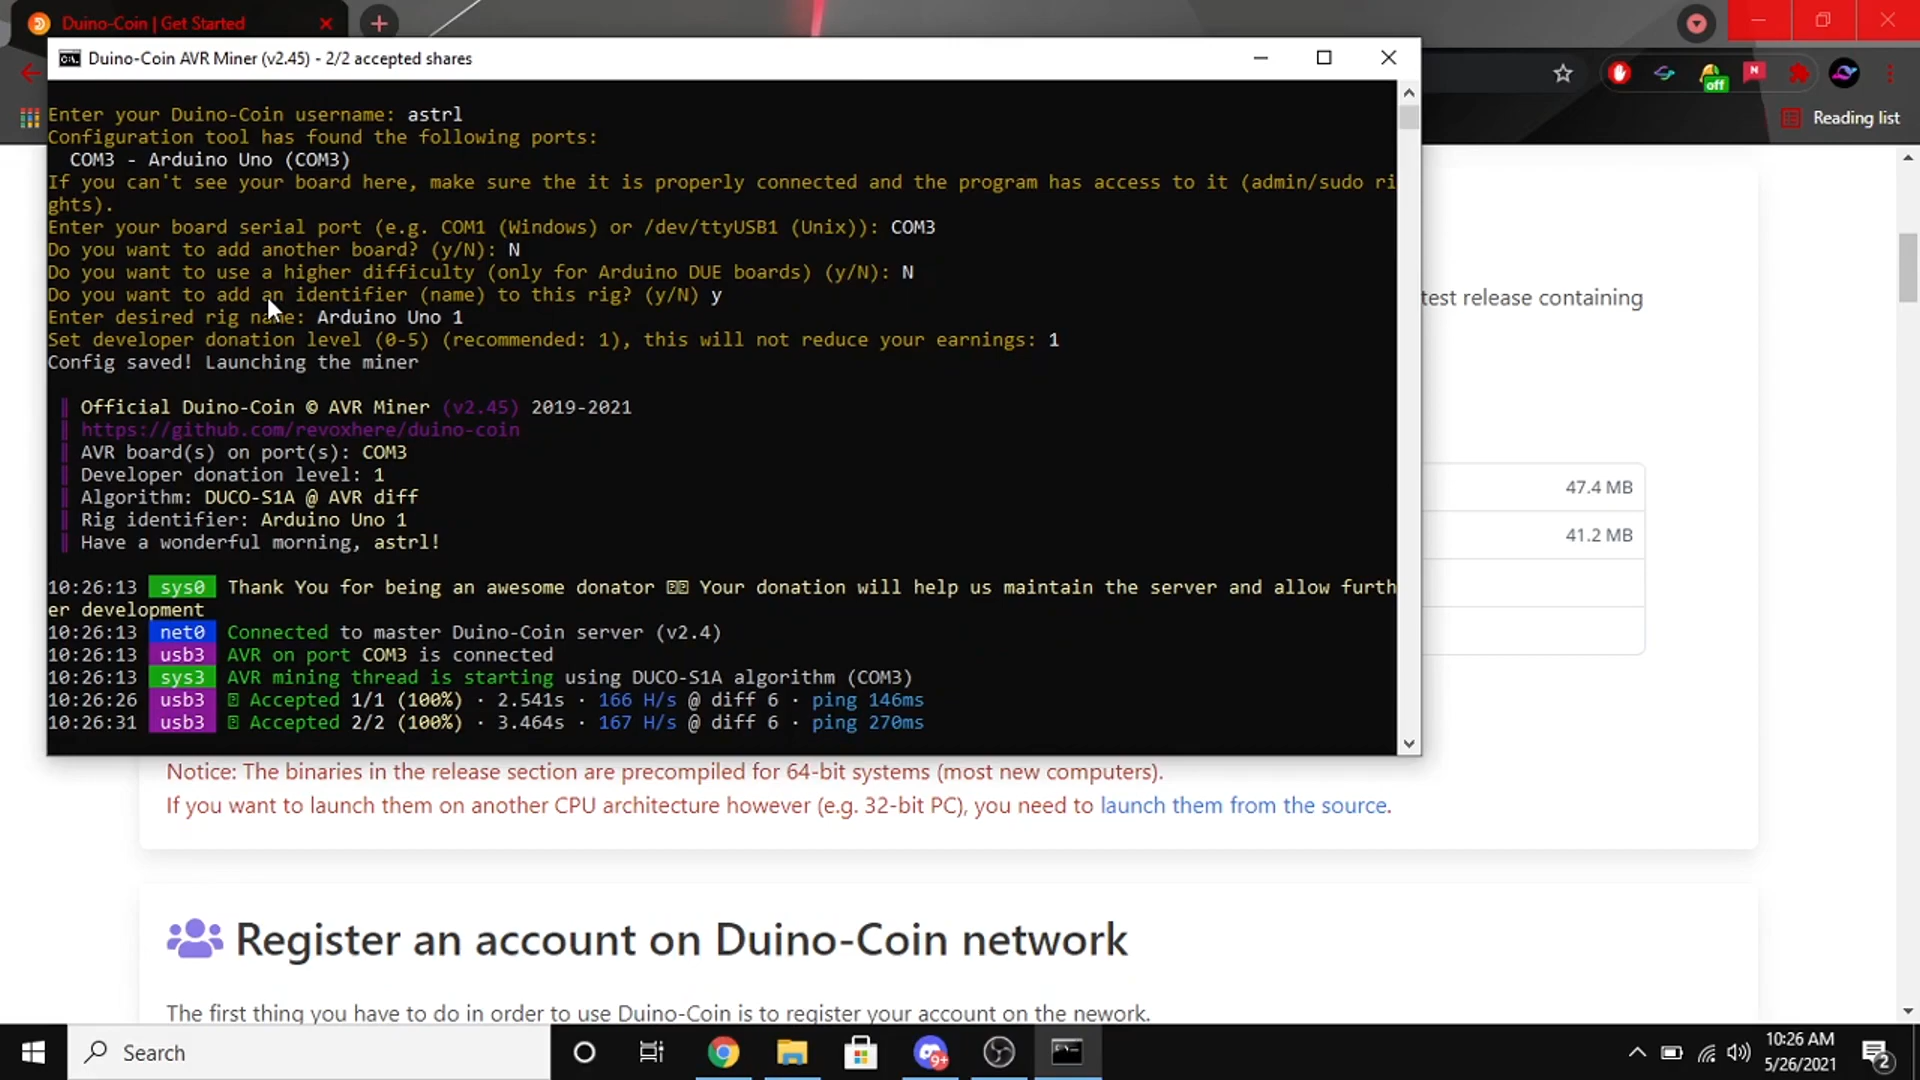 Duino-Coin | Get Started
Duino-Coin AVR Miner (v2.45) - 2/2 accepted shares
off
Reading list
Enter your Duino-Coin username: astrl
Configuration tool has found the following ports:
COM3 - Arduino Uno (COM3)
If you can't see your board here, make sure the it is properly connected and the program has access to it (admin/sudo ri
ghts).
Enter your board serial port (e.g. COM1 (Windows) or /dev/ttyUSB1 (Unix)): COM3
Do you want to add another board? (y/N): N
Do you want to use a higher difficulty (only for Arduino DUE boards) (y/N): N
Do you want to add an identifier (name) to this rig? (y/N) y
Enter desired rig name: Arduino Uno 1
Set developer donation level (0-5) (recommended: 1), this will not reduce your earnings: 1
Config saved! Launching the miner
Official Duino-Coin © AVR Miner (v2.45) 2019-2021
https://github.com/revoxhere/duino-coin
AVR board(s) on port(s): COM3
Developer donation level: 1
Algorithm: DUCO-S1A @ AVR diff
Rig identifier: Arduino Uno 1
Have a wonderful morning, astrl!
10:26:13 sys0 Thank You for being an awesome donator Your donation will help us maintain the server and allow furth
er development
10:26:13 net0 Connected to master Duino-Coin server (v2.4)
10:26:13 usb3 AVR on port COM3 is connected
10:26:13 sys3 AVR mining thread is starting using DUCO-S1A algorithm (COM3)
10:26:26 usb3 Accepted 1/1 (100%) · 2.541s · 166 H/s @ diff 6 · ping 146ms
10:26:31 usb3 Accepted 2/2 (100%) · 3.464s · 167 H/s @ diff 6 · ping 270ms
test release containing
47.4 MB
41.2 MB
Notice: The binaries in the release section are precompiled for 64-bit systems (most new computers).
If you want to launch them on another CPU architecture however (e.g. 32-bit PC), you need to launch them from the source.
Register an account on Duino-Coin network
The first thing you have to do in order to use Duino-Coin is to register your account on the nework.
Search
9+
10:26 AM
5/26/2021
2